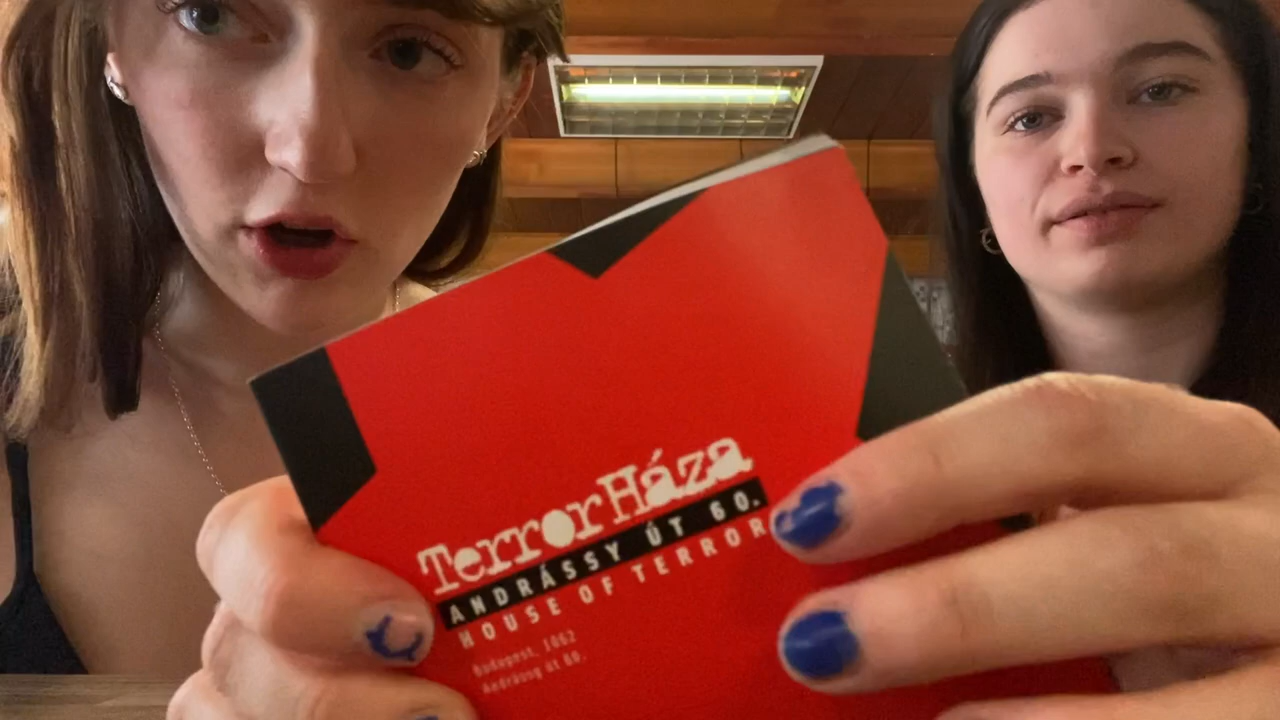 TerrorHáza
ANDRÁSSY ÚT 60.
HOUSE OF TERROR
Budapest, 1062
Andrássy út 60.